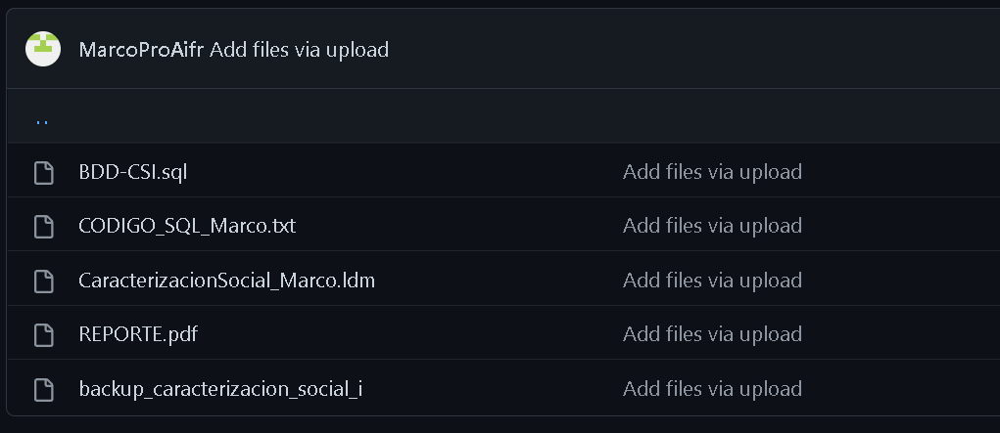 MarcoProAifr Add files via upload
..
BDD-CSI.sql Add files via upload
CODIGO_SQL_Marco.txt Add files via upload
CaracterizacionSocial_Marco.ldm Add files via upload
REPORTE.pdf Add files via upload
backup_caracterizacion_social_i Add files via upload